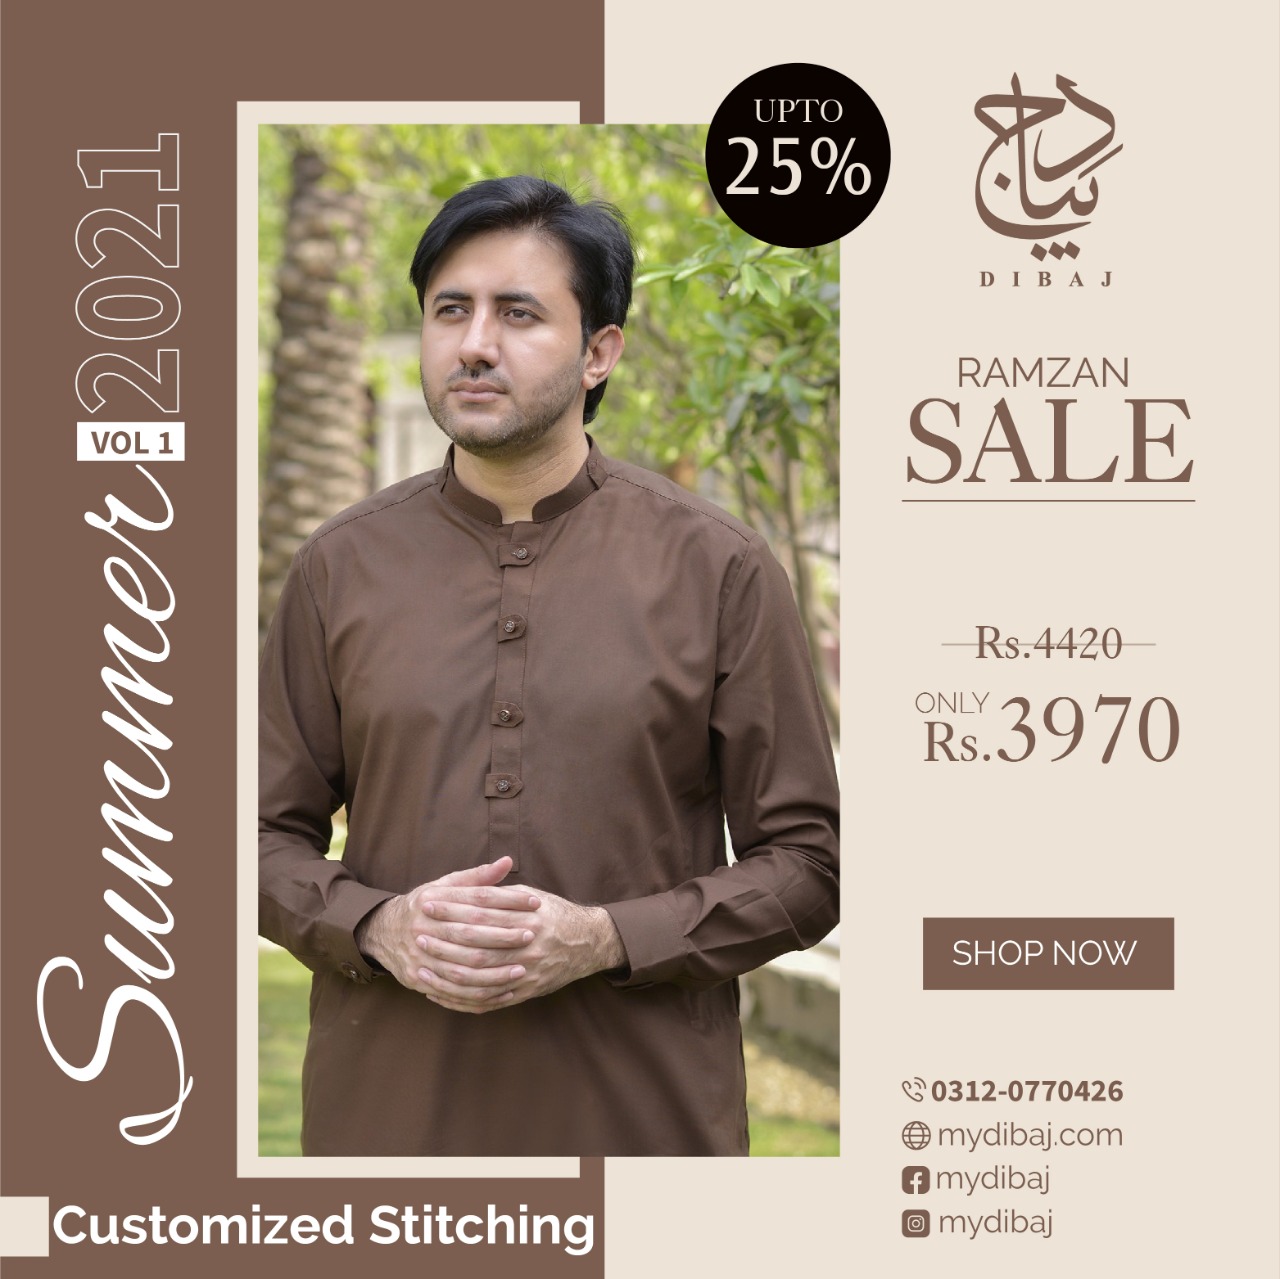 Summer
VOL 1
2021
UPTO
25%
ديباج
DIBAJ
RAMZAN
SALE
Rs.4420
ONLY
Rs.3970
SHOP NOW
0312-0770426
mydibaj.com
mydibaj
mydibaj
Customized Stitching